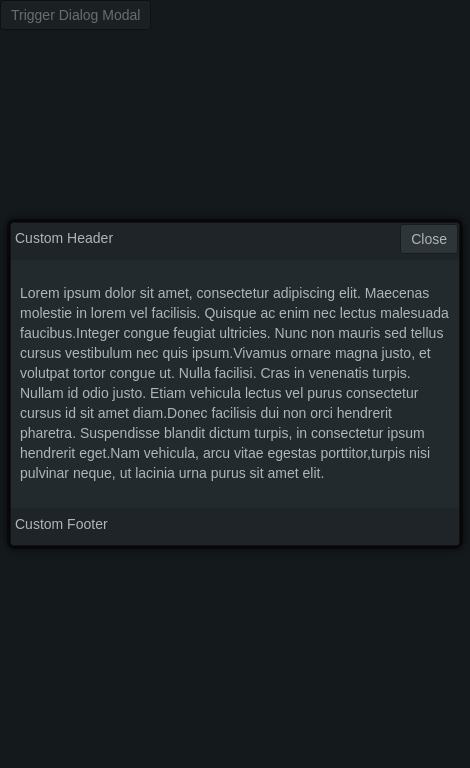 Trigger Dialog Modal
Custom Header
Close
Lorem ipsum dolor sit amet, consectetur adipiscing elit. Maecenas
molestie in lorem vel facilisis. Quisque ac enim nec lectus malesuada
faucibus.Integer congue feugiat ultricies. Nunc non mauris sed tellus
cursus vestibulum nec quis ipsum.Vivamus ornare magna justo, et
volutpat tortor congue ut. Nulla facilisi. Cras in venenatis turpis.
Nullam id odio justo. Etiam vehicula lectus vel purus consectetur
cursus id sit amet diam.Donec facilisis dui non orci hendrerit
pharetra. Suspendisse blandit dictum turpis, in consectetur ipsum
hendrerit eget.Nam vehicula, arcu vitae egestas porttitor,turpis nisi
pulvinar neque, ut lacinia urna purus sit amet elit.
Custom Footer